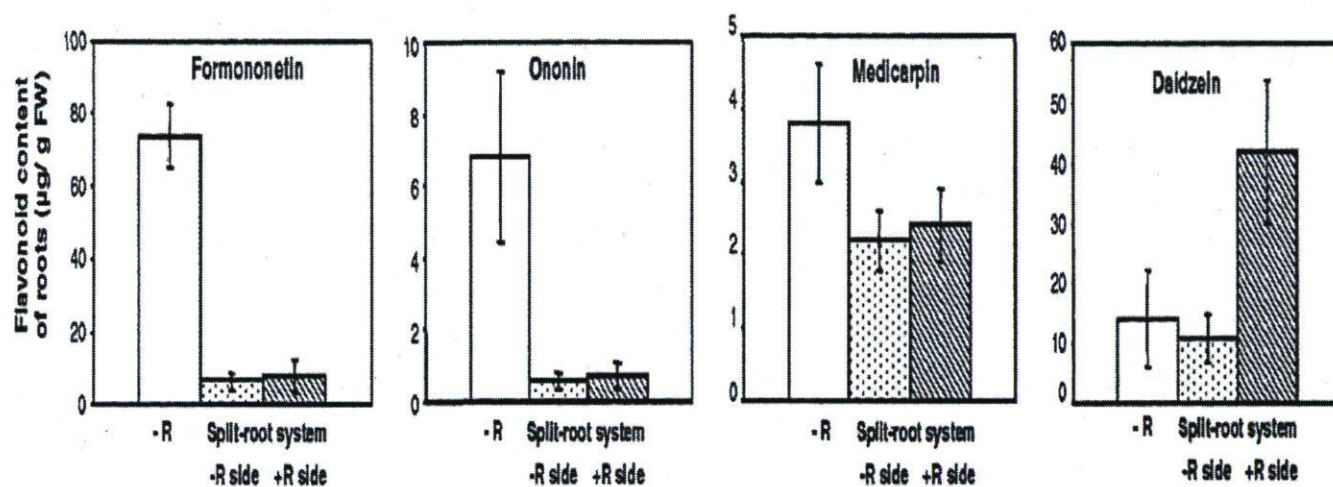 Flavonoid content
of roots (µg/ g FW)
100
80
60
40
20
0
Formononetin
- R Split-root system
-R side +R side
10
8
6
4
2
0
Ononin
- R Split-root system
-R side +R side
5
4
3
2
1
0
Medicarpin
- R Split-root system
-R side +R side
60
50
40
30
20
10
0
Daidzein
- R Split-root system
-R side +R side